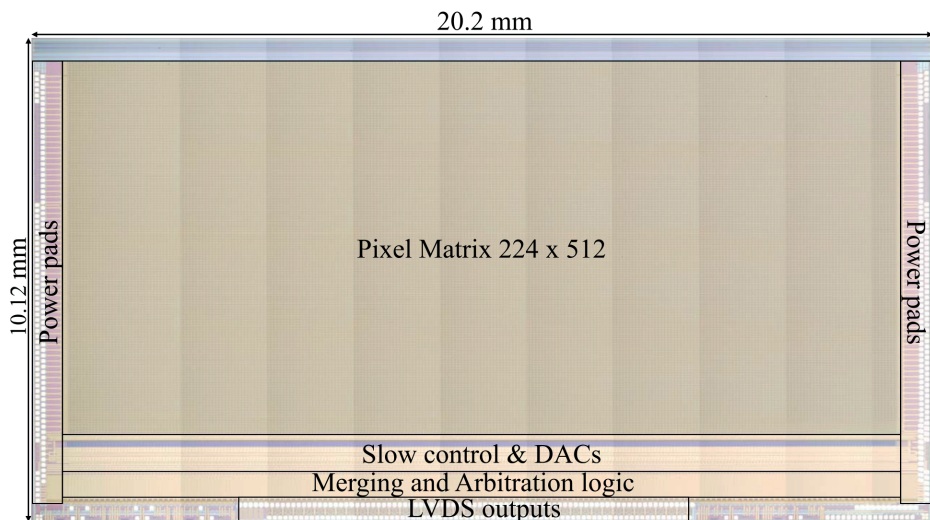 20.2 mm
10.12 mm
Power pads
Pixel Matrix 224 x 512
Power pads
Slow control & DACs
Merging and Arbitration logic
LVDS outputs